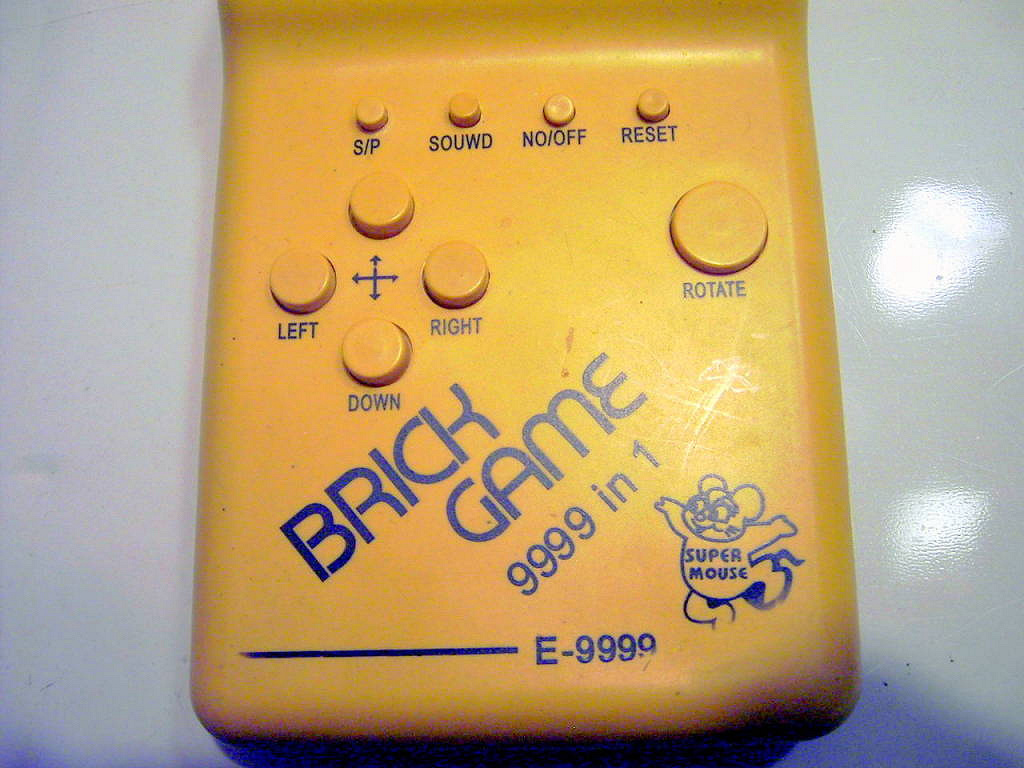 S/P
SOUWD
NO/OFF
RESET
LEFT
RIGHT
ROTATE
DOWN
BRICK
GAME
9999 in 1
SUPER
MOUSE
E-9999